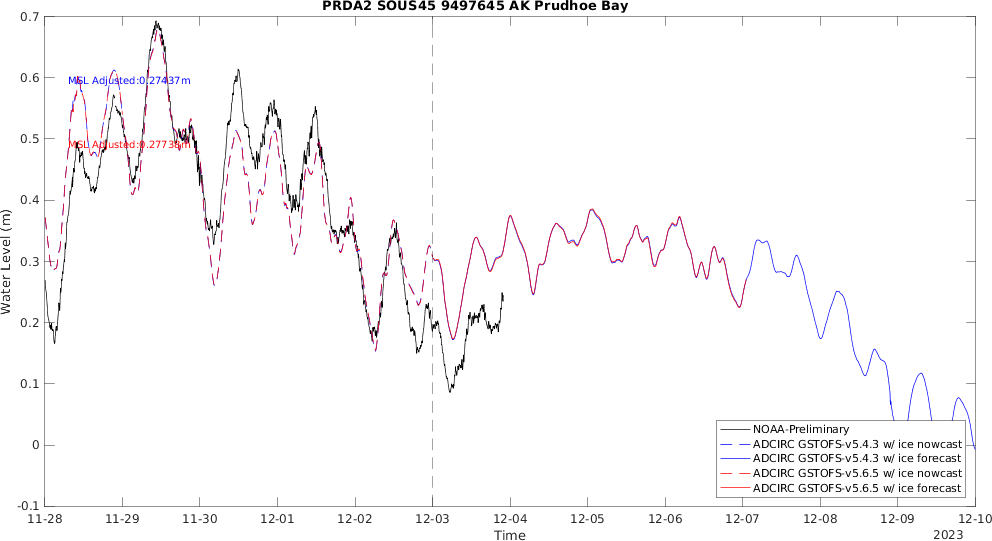 PRDA2 SOUS45 9497645 AK Prudhoe Bay
0.7
0.6
0.5
0.4
0.3
0.2
0.1
0
-0.1
Water Level (m)
MSL Adjusted:0.27437m
MSL Adjusted:0.2773
NOAA-Preliminary
ADCIRC GSTOFS-v5.4.3 w/ ice nowcast
ADCIRC GSTOFS-v5.4.3 w/ ice forecast
ADCIRC GSTOFS-v5.6.5 w/ ice nowcast
ADCIRC GSTOFS-v5.6.5 w/ ice forecast
11-28 11-29 11-30 12-01 12-02 12-03 12-04 12-05 12-06 12-07 12-08 12-09 12-10
Time
2023